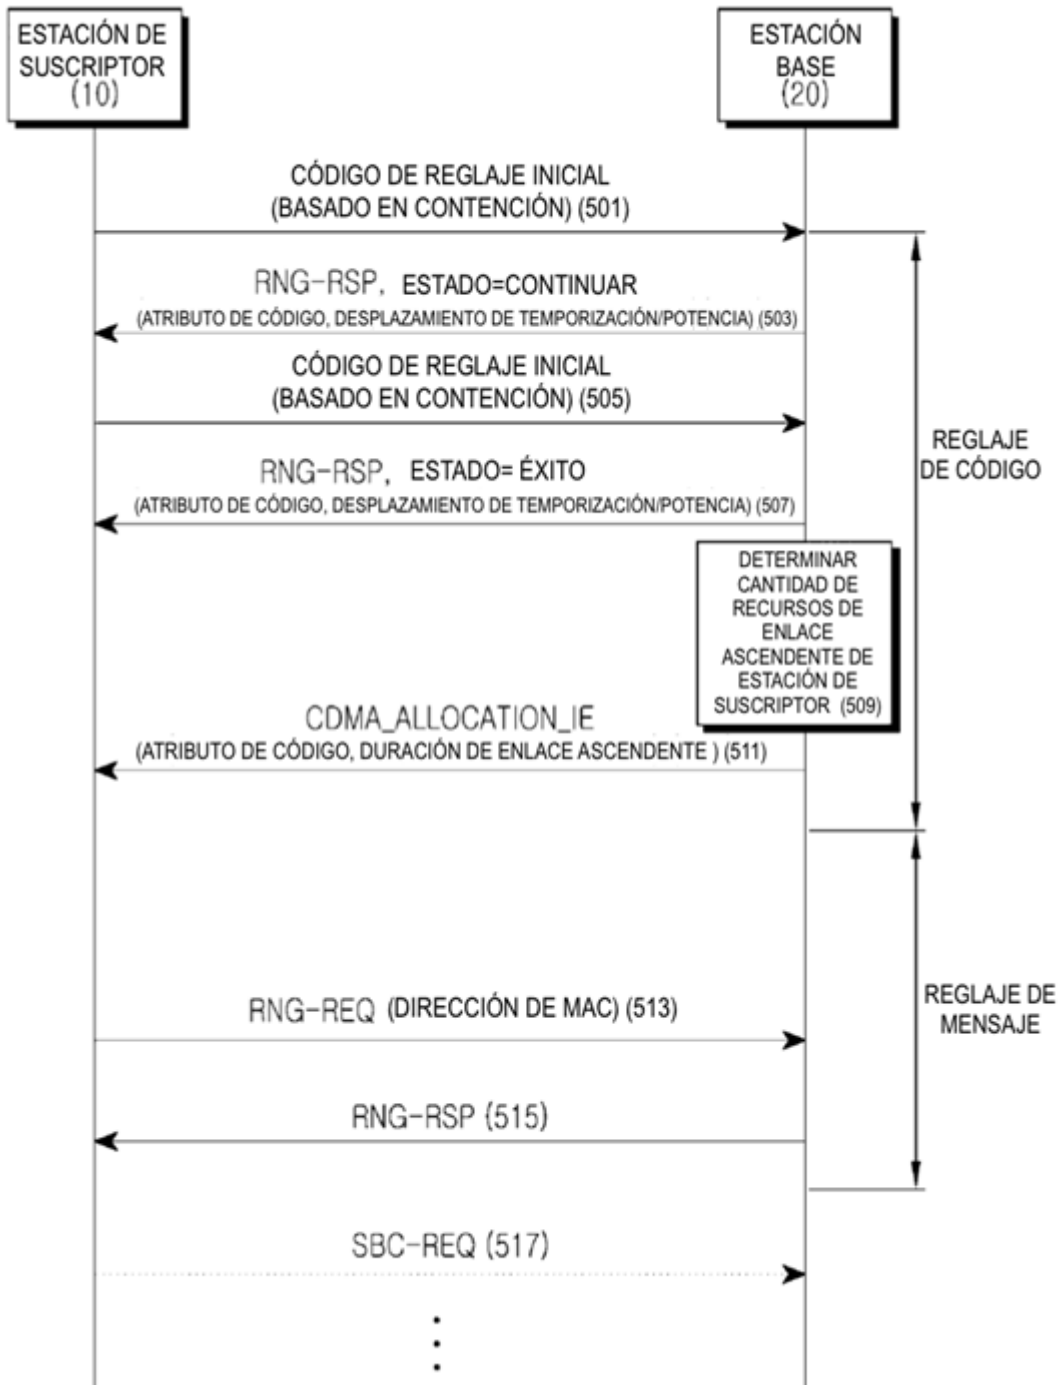 ESTACIÓN DE
SUSCRIPTOR
(10)
ESTACIÓN
BASE
(20)
CÓDIGO DE REGLAJE INICIAL
(BASADO EN CONTENCIÓN) (501)
RNG-RSP, ESTADO=CONTINUAR
(ATRIBUTO DE CÓDIGO, DESPLAZAMIENTO DE TEMPORIZACIÓN/POTENCIA) (503)
CÓDIGO DE REGLAJE INICIAL
(BASADO EN CONTENCIÓN) (505)
REGLAJE
DE CÓDIGO
RNG-RSP, ESTADO= ÉXITO
(ATRIBUTO DE CÓDIGO, DESPLAZAMIENTO DE TEMPORIZACIÓN/POTENCIA) (507)
DETERMINAR
CANTIDAD DE
RECURSOS DE
ENLACE
ASCENDENTE DE
ESTACIÓN DE
SUSCRIPTOR (509)
CDMA_ALLOCATION_IE
(ATRIBUTO DE CÓDIGO, DURACIÓN DE ENLACE ASCENDENTE ) (511)
RNG-REQ (DIRECCIÓN DE MAC) (513)
REGLAJE DE
MENSAJE
RNG-RSP (515)
SBC-REQ (517)